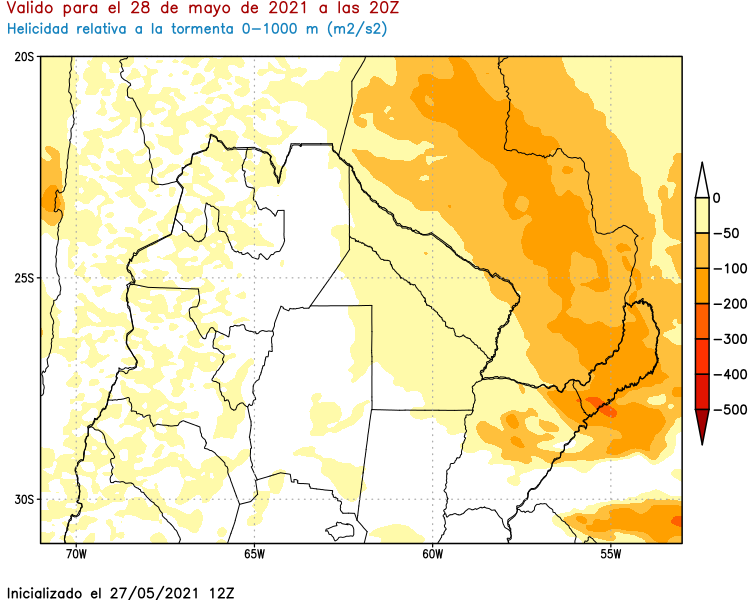 Valido para el 28 de mayo de 2021 a las 20Z
Helicidad relativa a la tormenta 0-1000 m (m2/s2)
20S
25S
30S
70W
65W
60W
55W
0
-50
-100
-200
-300
-400
-500
Inicializado el 27/05/2021 12Z